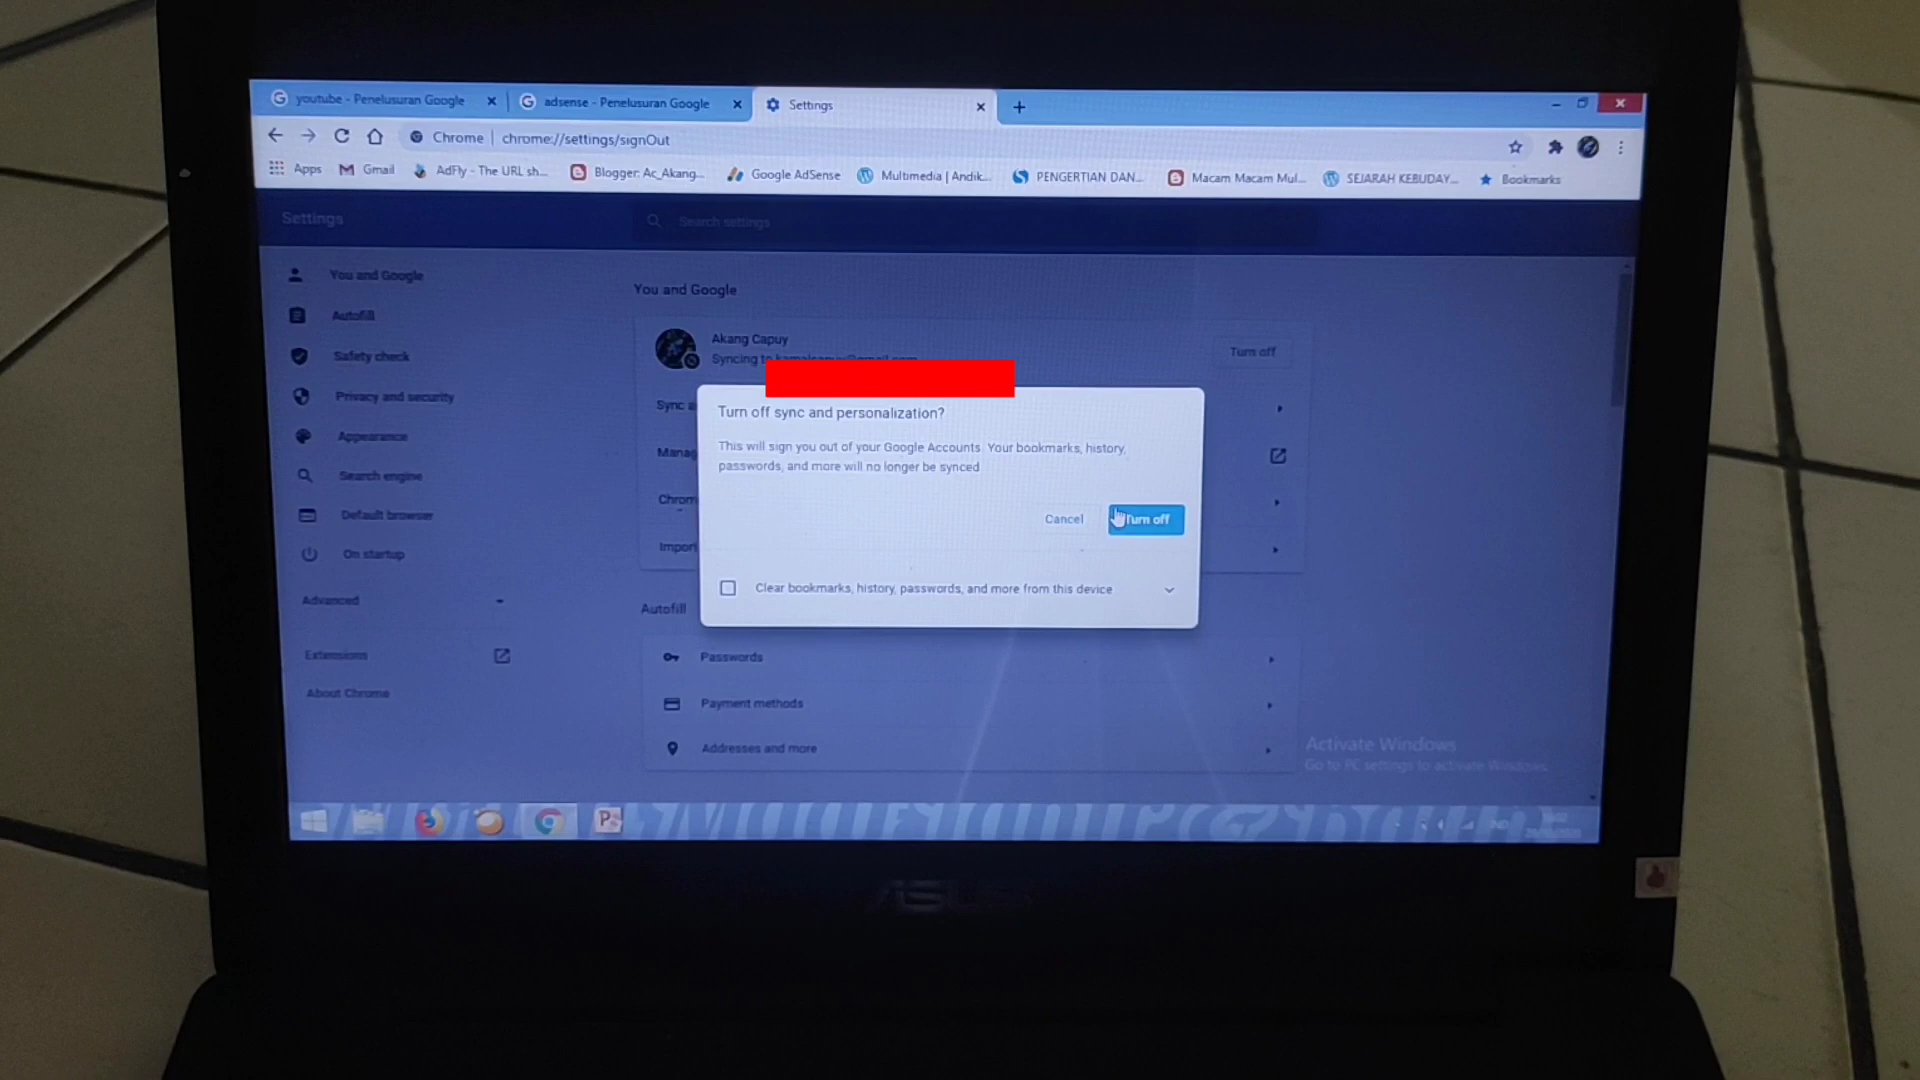 youtube - Penelusuran Google
adsense - Penelusuran Google
Settings
Chrome | chrome://settings/signOut
Apps
Gmail
AdFly - The URL sh...
Blogger: Ac_Akang...
Google AdSense
Multimedia | Andik...
PENGERTIAN DAN...
Macam Macam Mul...
SEJARAH KEBUDAY...
Bookmarks
Settings
Search settings
You and Google
Autofill
Safety check
Privacy and security
Appearance
Search engine
Default browser
On startup
Advanced
Extensions
About Chrome
You and Google
Akang Capuy
Syncing to
Turn off
Sync a
Manag
Chrom
Import
Turn off sync and personalization?
This will sign you out of your Google Accounts. Your bookmarks, history,
passwords, and more will no longer be synced
Cancel
Turn off
Clear bookmarks, history, passwords, and more from this device
Autofill
Passwords
Payment methods
Addresses and more
Activate Windows
Go to PC settings to activate Windows.
ASUS